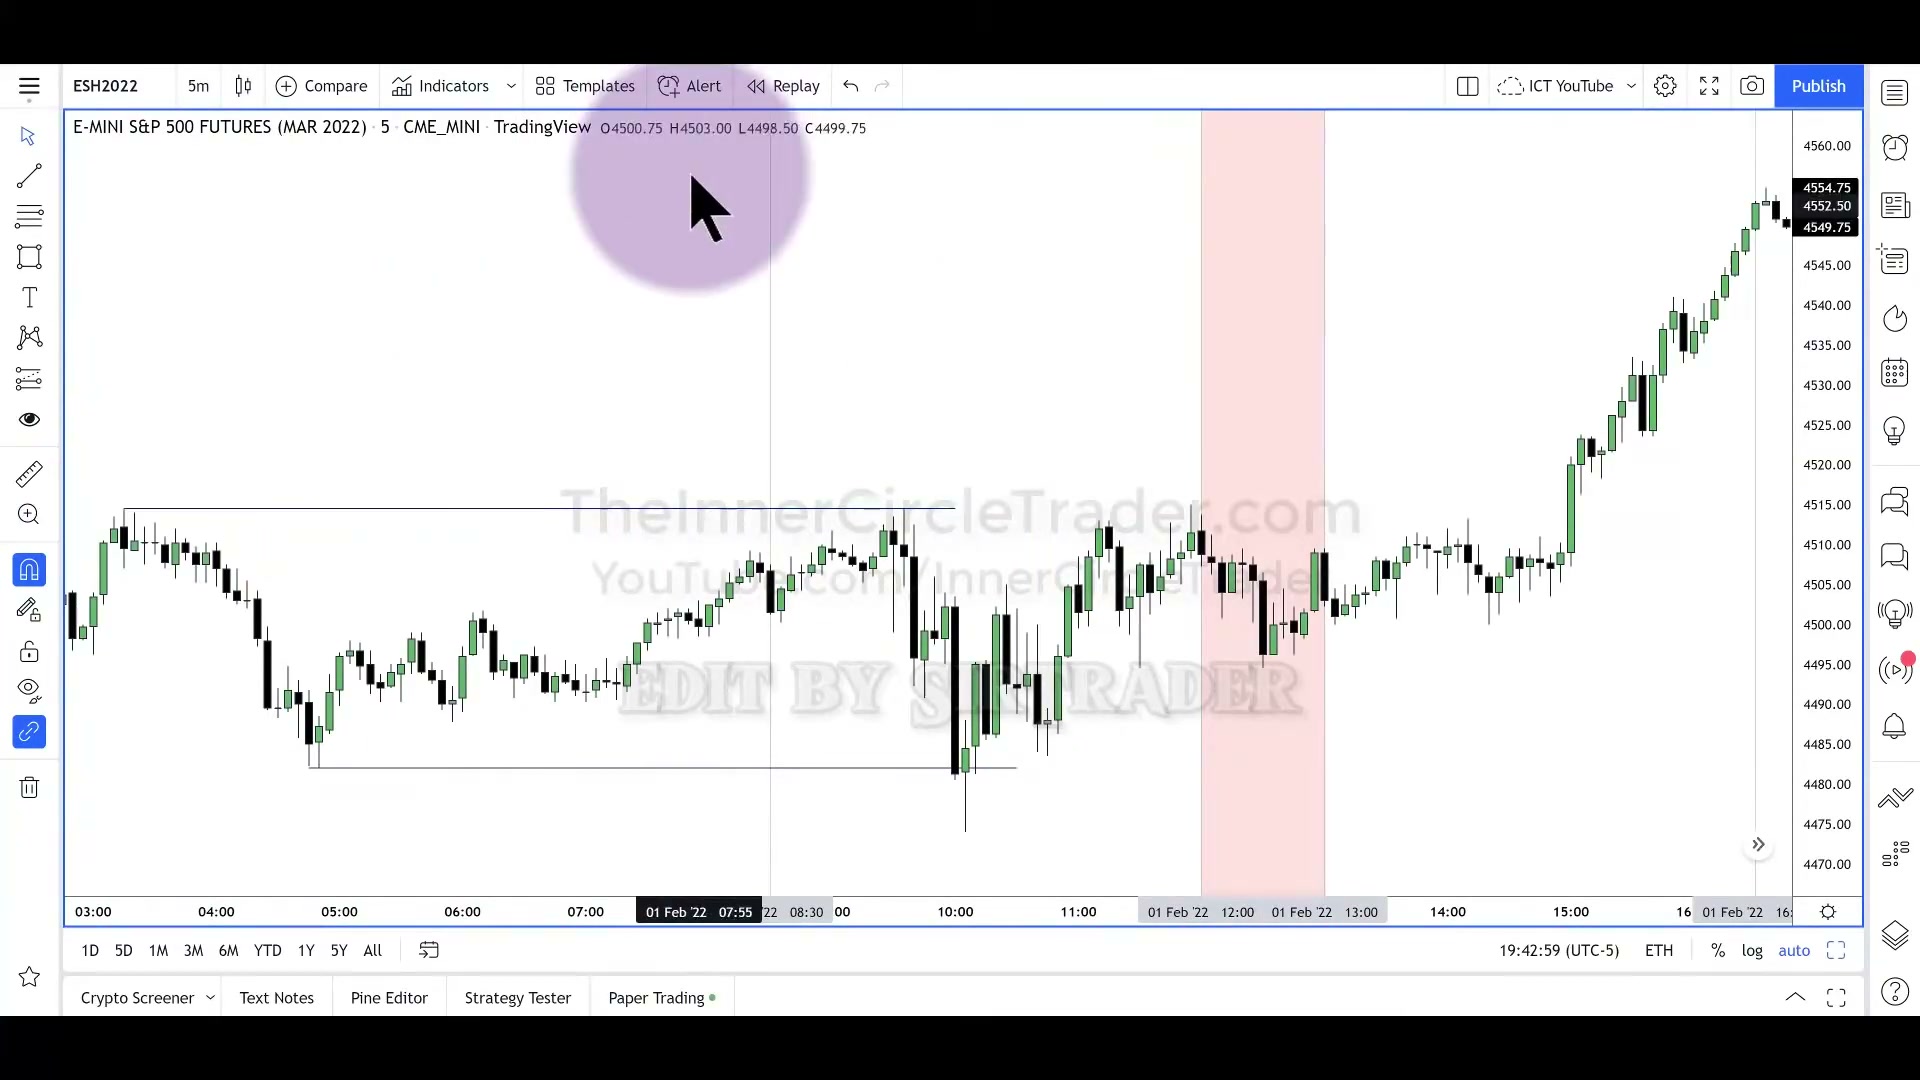 ESH2022 5m Compare Indicators Templates Alert Replay ICT YouTube Publish
E-MINI S&P 500 FUTURES (MAR 2022) · 5 · CME_MINI · TradingView O4500.75 H4503.00 L4498.50 C4499.75
4560.00
4554.75
4552.50
4549.75
4545.00
4540.00
4535.00
4530.00
4525.00
4520.00
4515.00
4510.00
4505.00
4500.00
4495.00
4490.00
4485.00
4480.00
4475.00
4470.00
TheInnerCircleTrader.com
YouTube.com/InnerCircleTrade
EDIT BY SIRTRADER
03:00 04:00 05:00 06:00 07:00 01 Feb '22 07:55 '22 08:30 00 10:00 11:00 01 Feb '22 12:00 01 Feb '22 13:00 14:00 15:00 16 01 Feb '22 16:
1D 5D 1M 3M 6M YTD 1Y 5Y All 19:42:59 (UTC-5) ETH % log auto
Crypto Screener Text Notes Pine Editor Strategy Tester Paper Trading